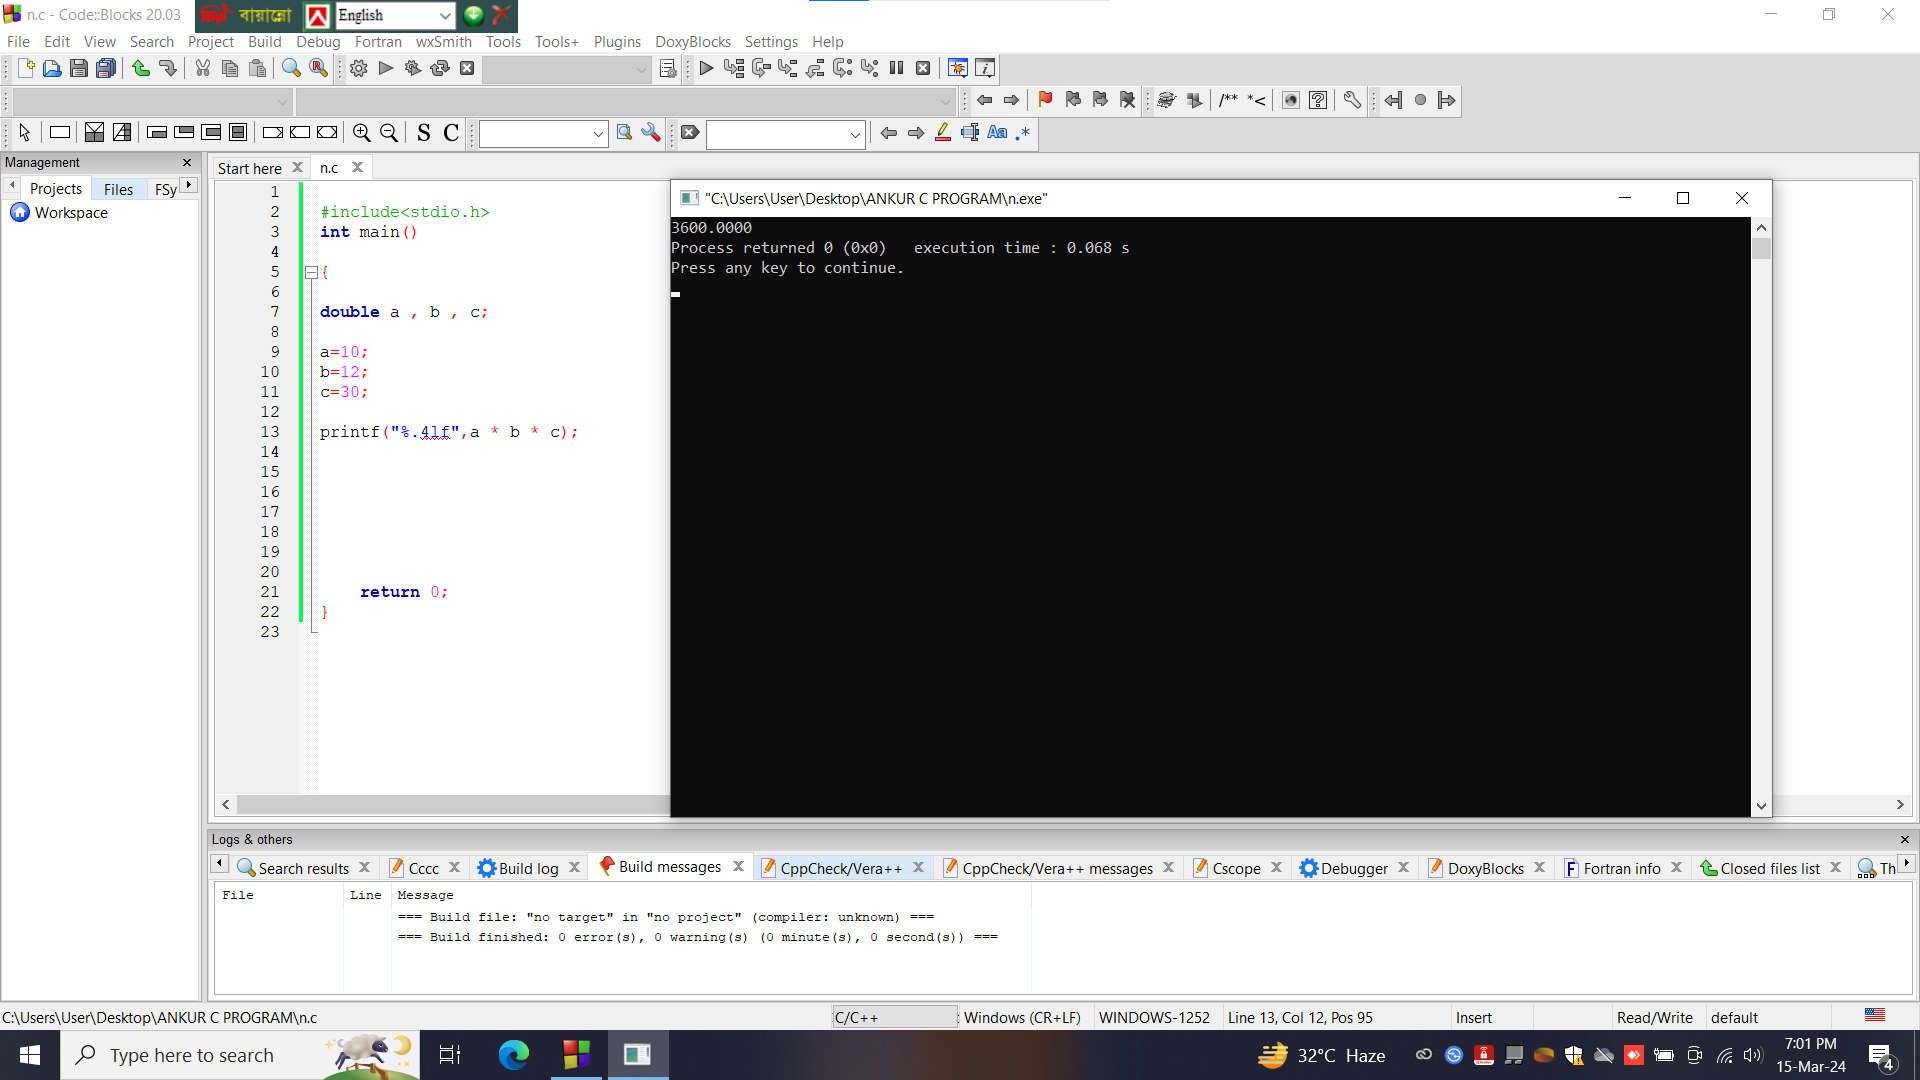 n.c - Code::Blocks 20.03
বায়ান্নো
English
File Edit View Search Project Build Debug Fortran wxSmith Tools Tools+ Plugins DoxyBlocks Settings Help
/** *<
S C
Aa .*
Management
Projects Files FSy
Workspace
Start here n.c
1
2 #include<stdio.h>
3 int main()
4
5 {
6
7 double a , b , c;
8
9 a=10;
10 b=12;
11 c=30;
12
13 printf("%.4lf",a * b * c);
14
15
16
17
18
19
20
21 return 0;
22 }
23
"C:\Users\User\Desktop\ANKUR C PROGRAM\n.exe"
3600.0000
Process returned 0 (0x0)   execution time : 0.068 s
Press any key to continue.
Logs & others
Search results Cccc Build log Build messages CppCheck/Vera++ CppCheck/Vera++ messages Cscope Debugger DoxyBlocks Fortran info Closed files list Th
File Line Message
=== Build file: "no target" in "no project" (compiler: unknown) ===
=== Build finished: 0 error(s), 0 warning(s) (0 minute(s), 0 second(s)) ===
C:\Users\User\Desktop\ANKUR C PROGRAM\n.c C/C++ Windows (CR+LF) WINDOWS-1252 Line 13, Col 12, Pos 95 Insert Read/Write default
Type here to search
32°C Haze
7:01 PM
15-Mar-24
4